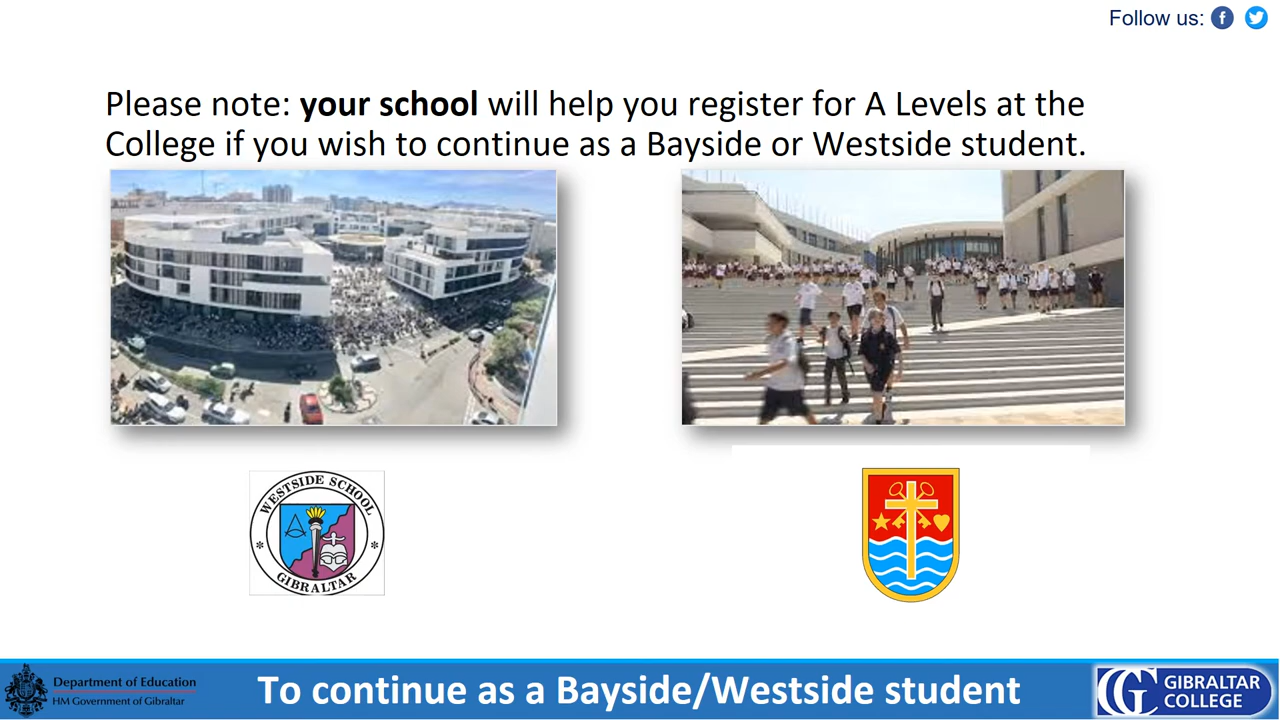 Follow us:
Please note: your school will help you register for A Levels at the
College if you wish to continue as a Bayside or Westside student.
WESTSIDE SCHOOL
* *
GIBRALTAR
Department of Education
HM Government of Gibraltar
To continue as a Bayside/Westside student
GIBRALTAR
COLLEGE